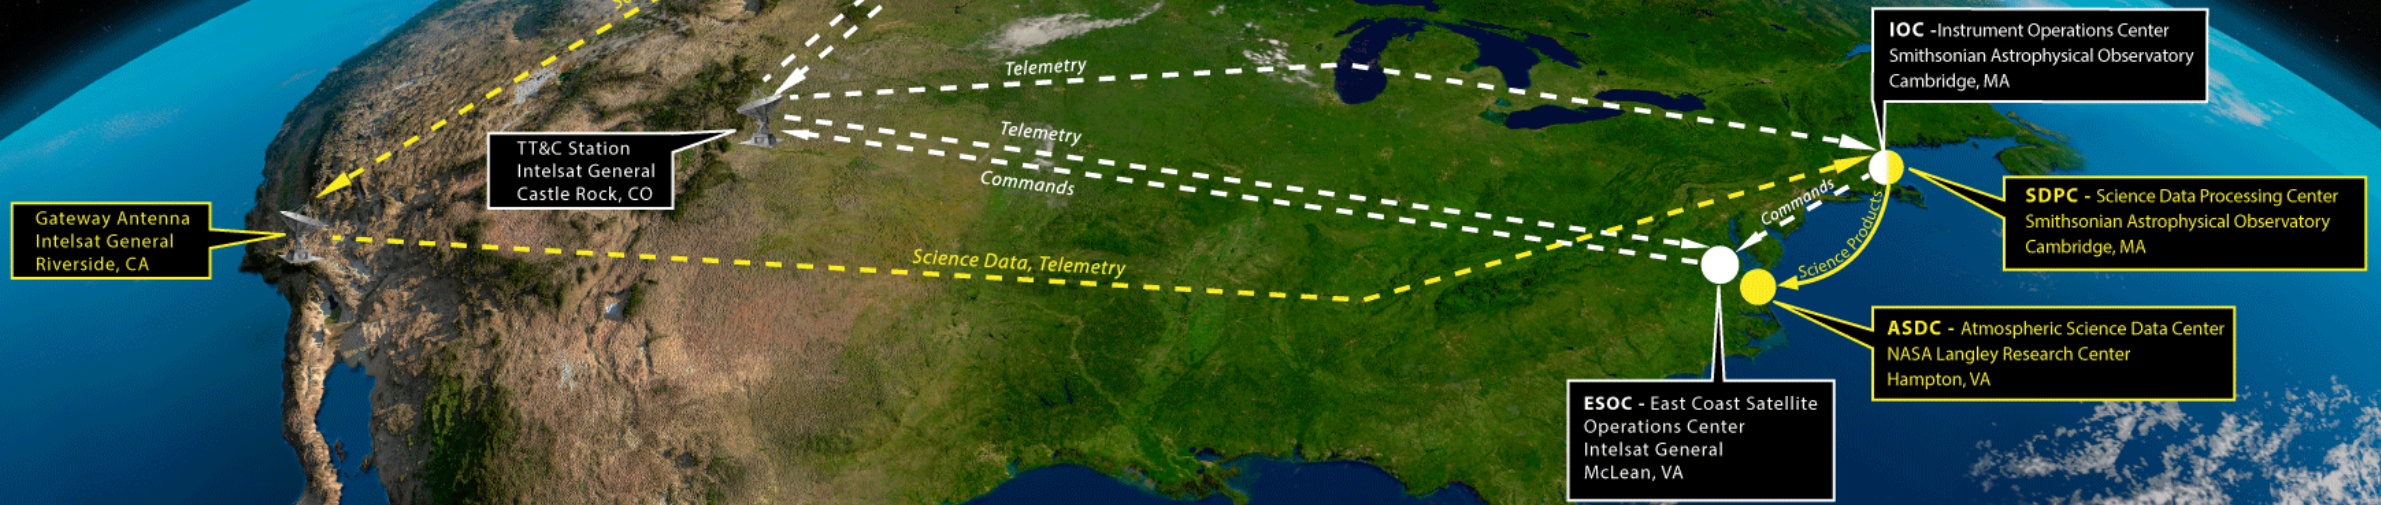 IOC -Instrument Operations Center
Smithsonian Astrophysical Observatory
Cambridge, MA
Telemetry
TT&C Station
Intelsat General
Castle Rock, CO
Telemetry
Commands
Commands
Science Products
SDPC - Science Data Processing Center
Smithsonian Astrophysical Observatory
Cambridge, MA
Gateway Antenna
Intelsat General
Riverside, CA
Science Data, Telemetry
ASDC - Atmospheric Science Data Center
NASA Langley Research Center
Hampton, VA
ESOC - East Coast Satellite
Operations Center
Intelsat General
McLean, VA